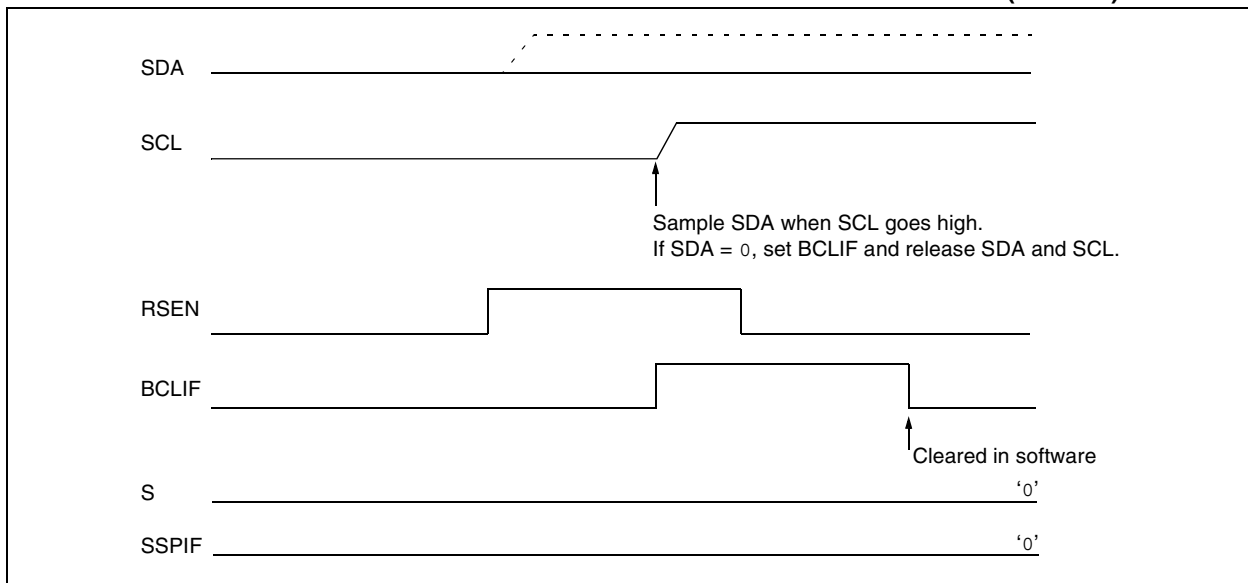 SDA
SCL
Sample SDA when SCL goes high.
If SDA = 0, set BCLIF and release SDA and SCL.
RSEN
BCLIF
Cleared in software
S
‘0’
SSPIF
‘0’